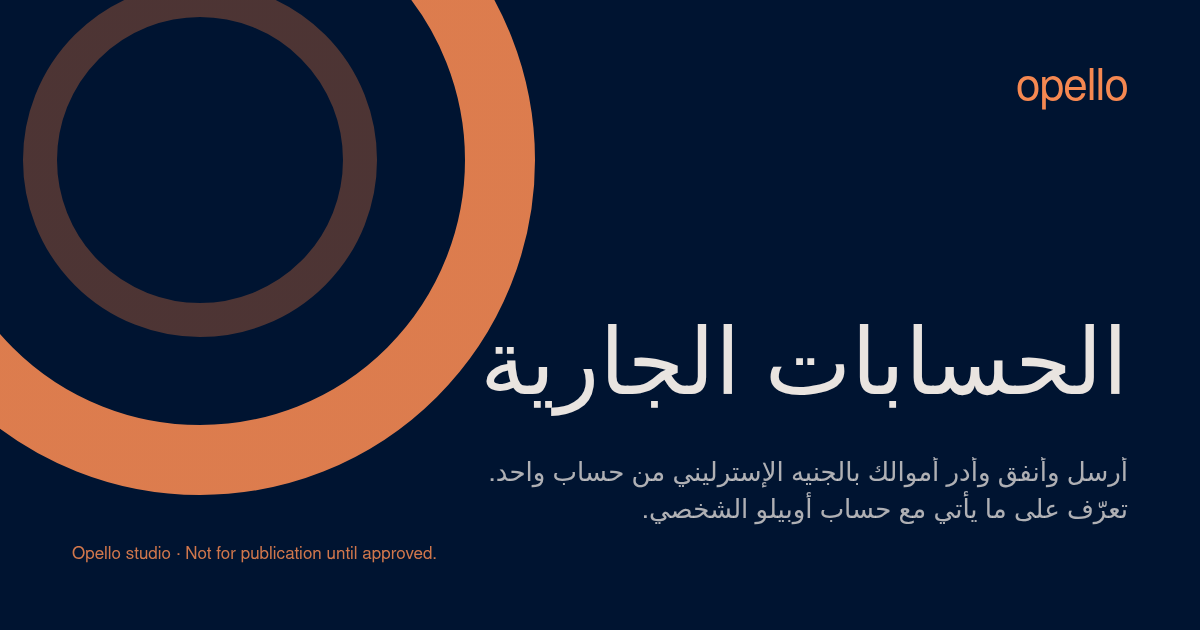 opello
الحسابات الجارية
أرسل وأنفق وأدر أموالك بالجنيه الإسترليني من حساب واحد.
تعرّف على ما يأتي مع حساب أوبيلو الشخصي.
Opello studio · Not for publication until approved.